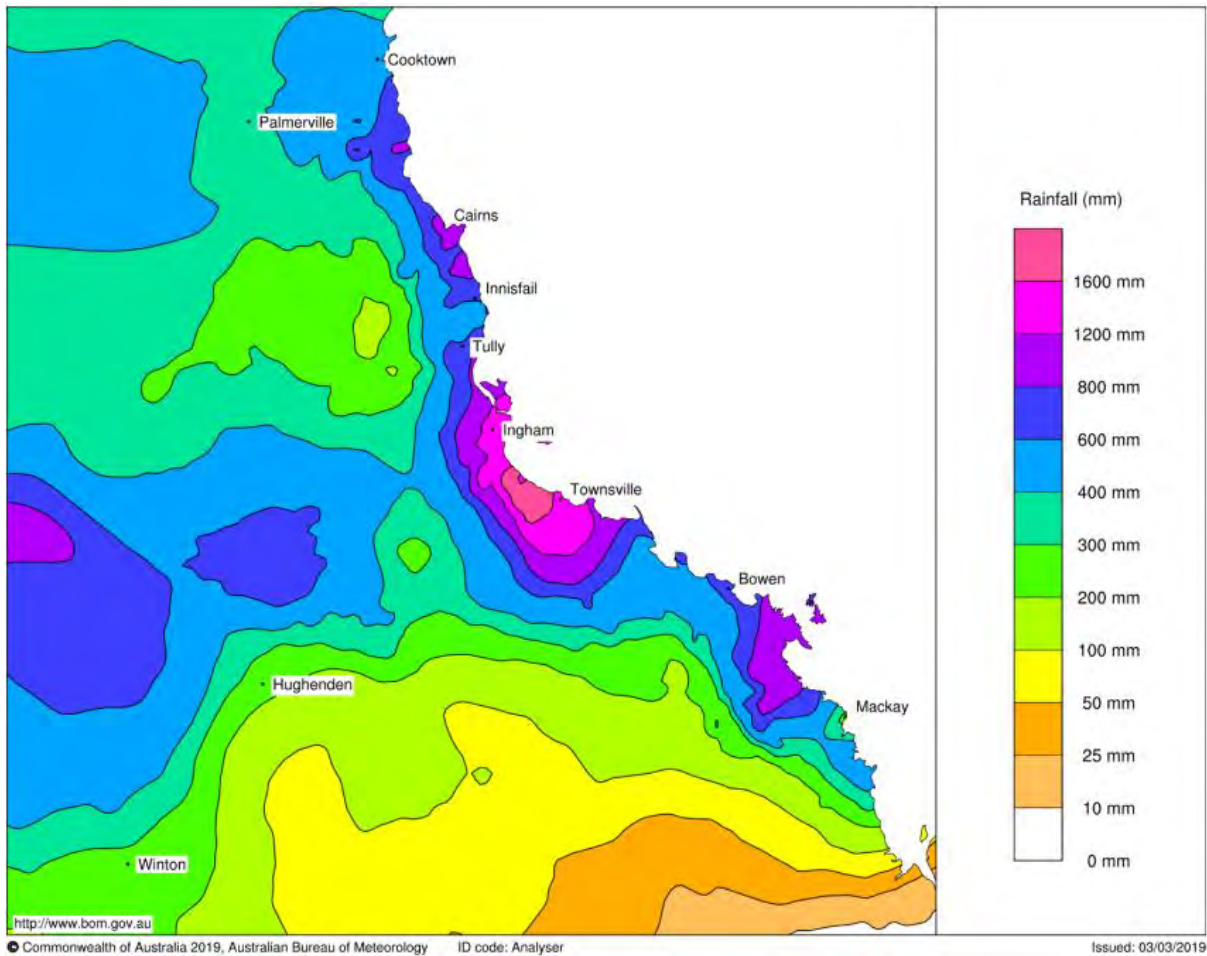 Cooktown
Palmerville
Cairns
Innisfail
Tully
Ingham
Townsville
Bowen
Hughenden
Mackay
Winton
Rainfall (mm)
1600 mm
1200 mm
800 mm
600 mm
400 mm
300 mm
200 mm
100 mm
50 mm
25 mm
10 mm
0 mm
http://www.bom.gov.au
© Commonwealth of Australia 2019, Australian Bureau of Meteorology ID code: Analyser Issued: 03/03/2019